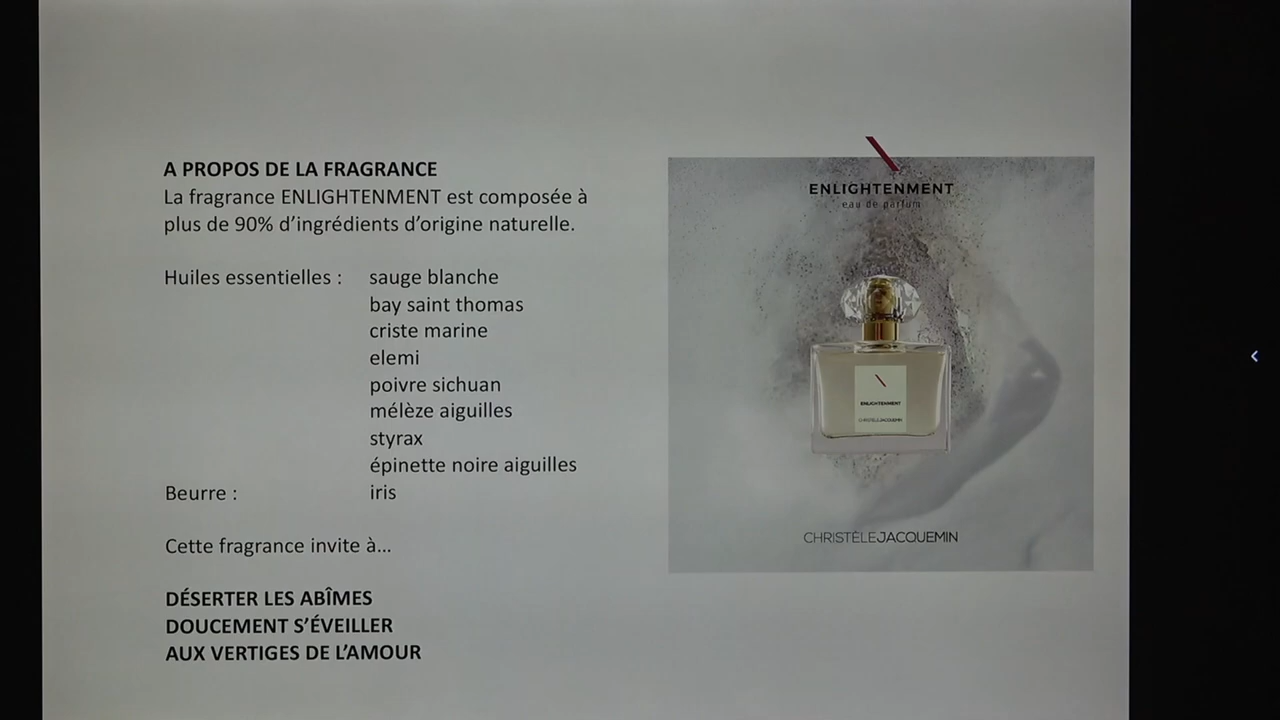 A PROPOS DE LA FRAGRANCE
La fragrance ENLIGHTENMENT est composée à
plus de 90% d’ingrédients d’origine naturelle.
Huiles essentielles : sauge blanche
bay saint thomas
criste marine
elemi
poivre sichuan
mélèze aiguilles
styrax
épinette noire aiguilles
Beurre : iris
Cette fragrance invite à...
DÉSERTER LES ABÎMES
DOUCEMENT S’ÉVEILLER
AUX VERTIGES DE L’AMOUR
ENLIGHTENMENT
eau de parfum
ENLIGHTENMENT
CHRISTÈLEJACQUEMIN
CHRISTÈLEJACQUEMIN